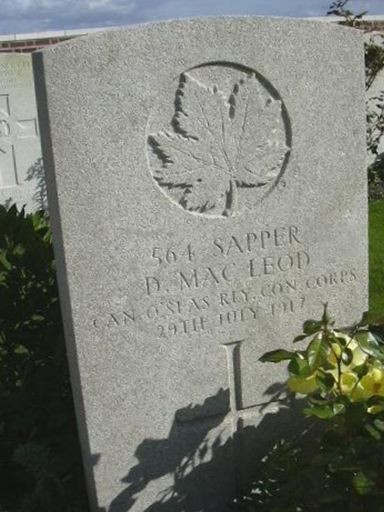 564 SAPPER
D. MAC LEOD
CAN. O'SEAS RLY. CON. CORPS
29TH JULY 1917